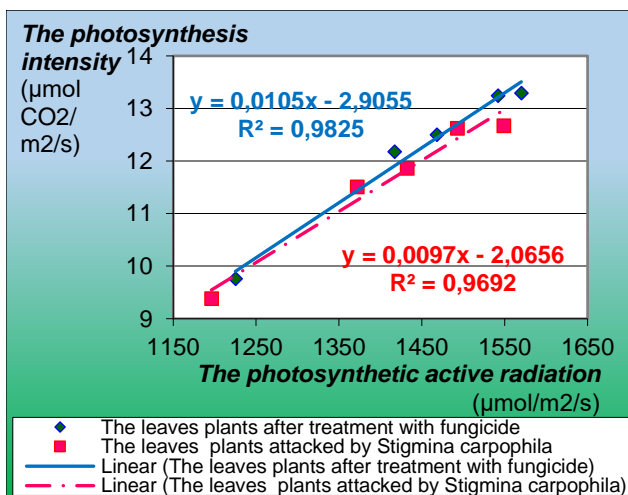 The photosynthesis
intensity
(µmol
CO2/
m2/s)
14
13
12
11
10
9
y = 0,0105x - 2,9055
R² = 0,9825
y = 0,0097x - 2,0656
R² = 0,9692
1150 1250 1350 1450 1550 1650
The photosynthetic active radiation
(µmol/m2/s)
The leaves plants after treatment with fungicide
The leaves plants attacked by Stigmina carpophila
Linear (The leaves plants after treatment with fungicide)
Linear (The leaves plants attacked by Stigmina carpophila)